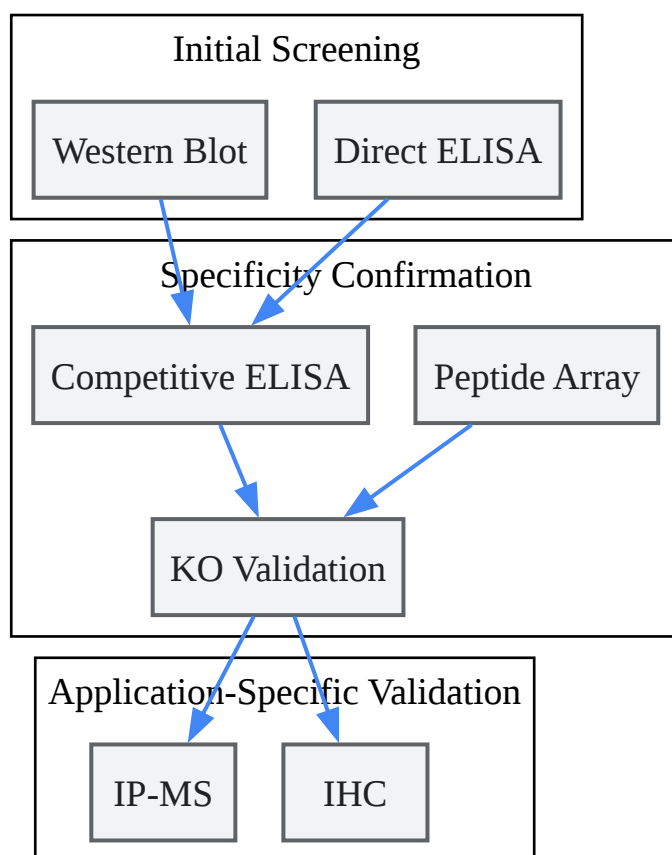 Initial Screening
Western Blot
Direct ELISA
Specificity Confirmation
Competitive ELISA
Peptide Array
KO Validation
Application-Specific Validation
IP-MS
IHC